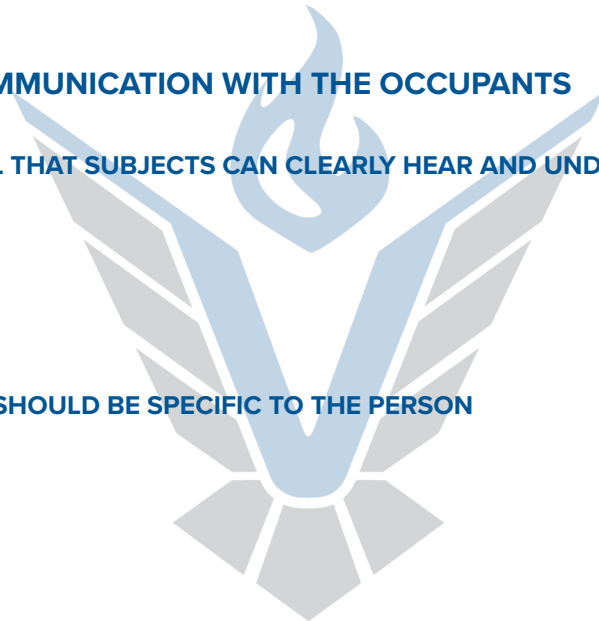 MMUNICATION WITH THE OCCUPANTS
THAT SUBJECTS CAN CLEARLY HEAR AND UND
SHOULD BE SPECIFIC TO THE PERSON